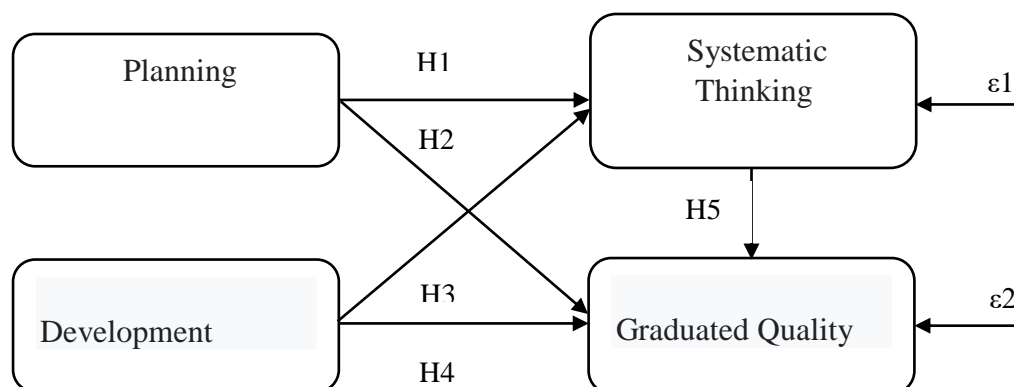 Planning
H1
Systematic
Thinking
ε1
H2
H5
Development
H3
Graduated Quality
ε2
H4